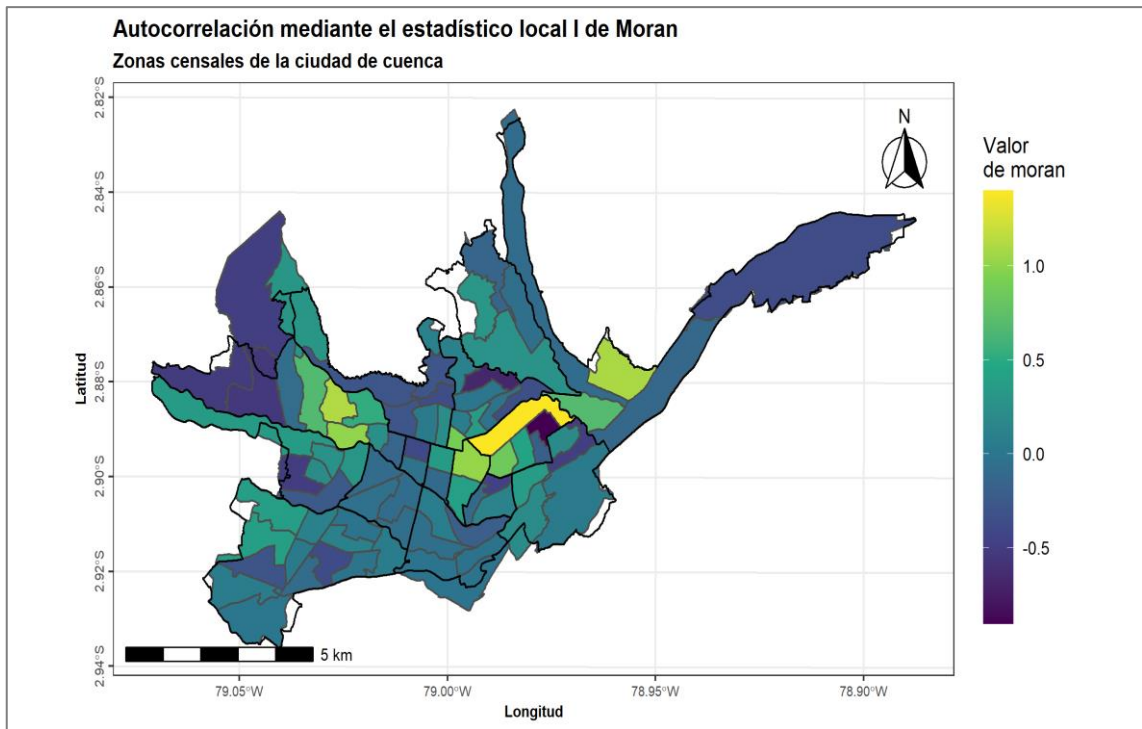 Autocorrelación mediante el estadístico local I de Moran
Zonas censales de la ciudad de cuenca
2.82°S
2.84°S
2.86°S
2.88°S
2.90°S
2.92°S
2.94°S
Latitud
N
Valor
de moran
1.0
0.5
0.0
-0.5
5 km
79.05°W
79.00°W
78.95°W
78.90°W
Longitud